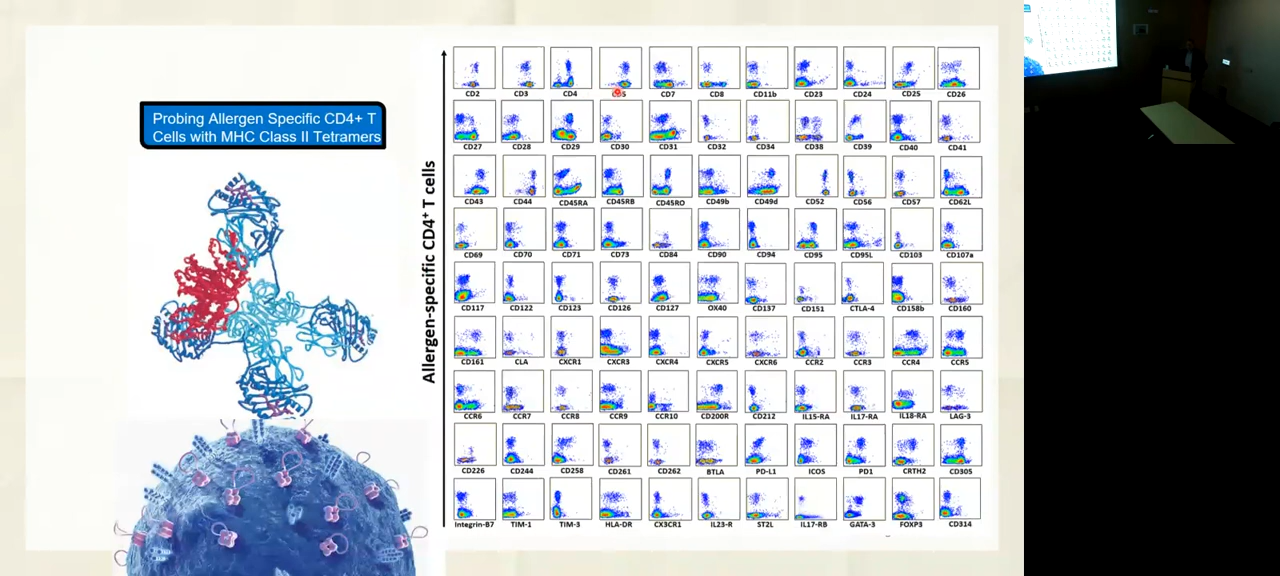 Probing Allergen Specific CD4+ T
Cells with MHC Class II Tetramers
Allergen-specific CD4⁺ T cells
CD2 CD3 CD4 CD5 CD7 CD8 CD11b CD23 CD24 CD25 CD26
CD27 CD28 CD29 CD30 CD31 CD32 CD34 CD38 CD39 CD40 CD41
CD43 CD44 CD45RA CD45RB CD45RO CD49b CD49d CD52 CD56 CD57 CD62L
CD69 CD70 CD71 CD73 CD84 CD90 CD94 CD95 CD95L CD103 CD107a
CD117 CD122 CD123 CD126 CD127 OX40 CD137 CD151 CTLA-4 CD158b CD160
CD161 CLA CXCR1 CXCR3 CXCR4 CXCR5 CXCR6 CCR2 CCR3 CCR4 CCR5
CCR6 CCR7 CCR8 CCR9 CCR10 CD200R CD212 IL15-RA IL17-RA IL18-RA LAG-3
CD226 CD244 CD258 CD261 CD262 BTLA PD-L1 ICOS PD1 CRTH2 CD305
Integrin-B7 TIM-1 TIM-3 HLA-DR CX3CR1 IL23-R ST2L IL17-RB GATA-3 FOXP3 CD314